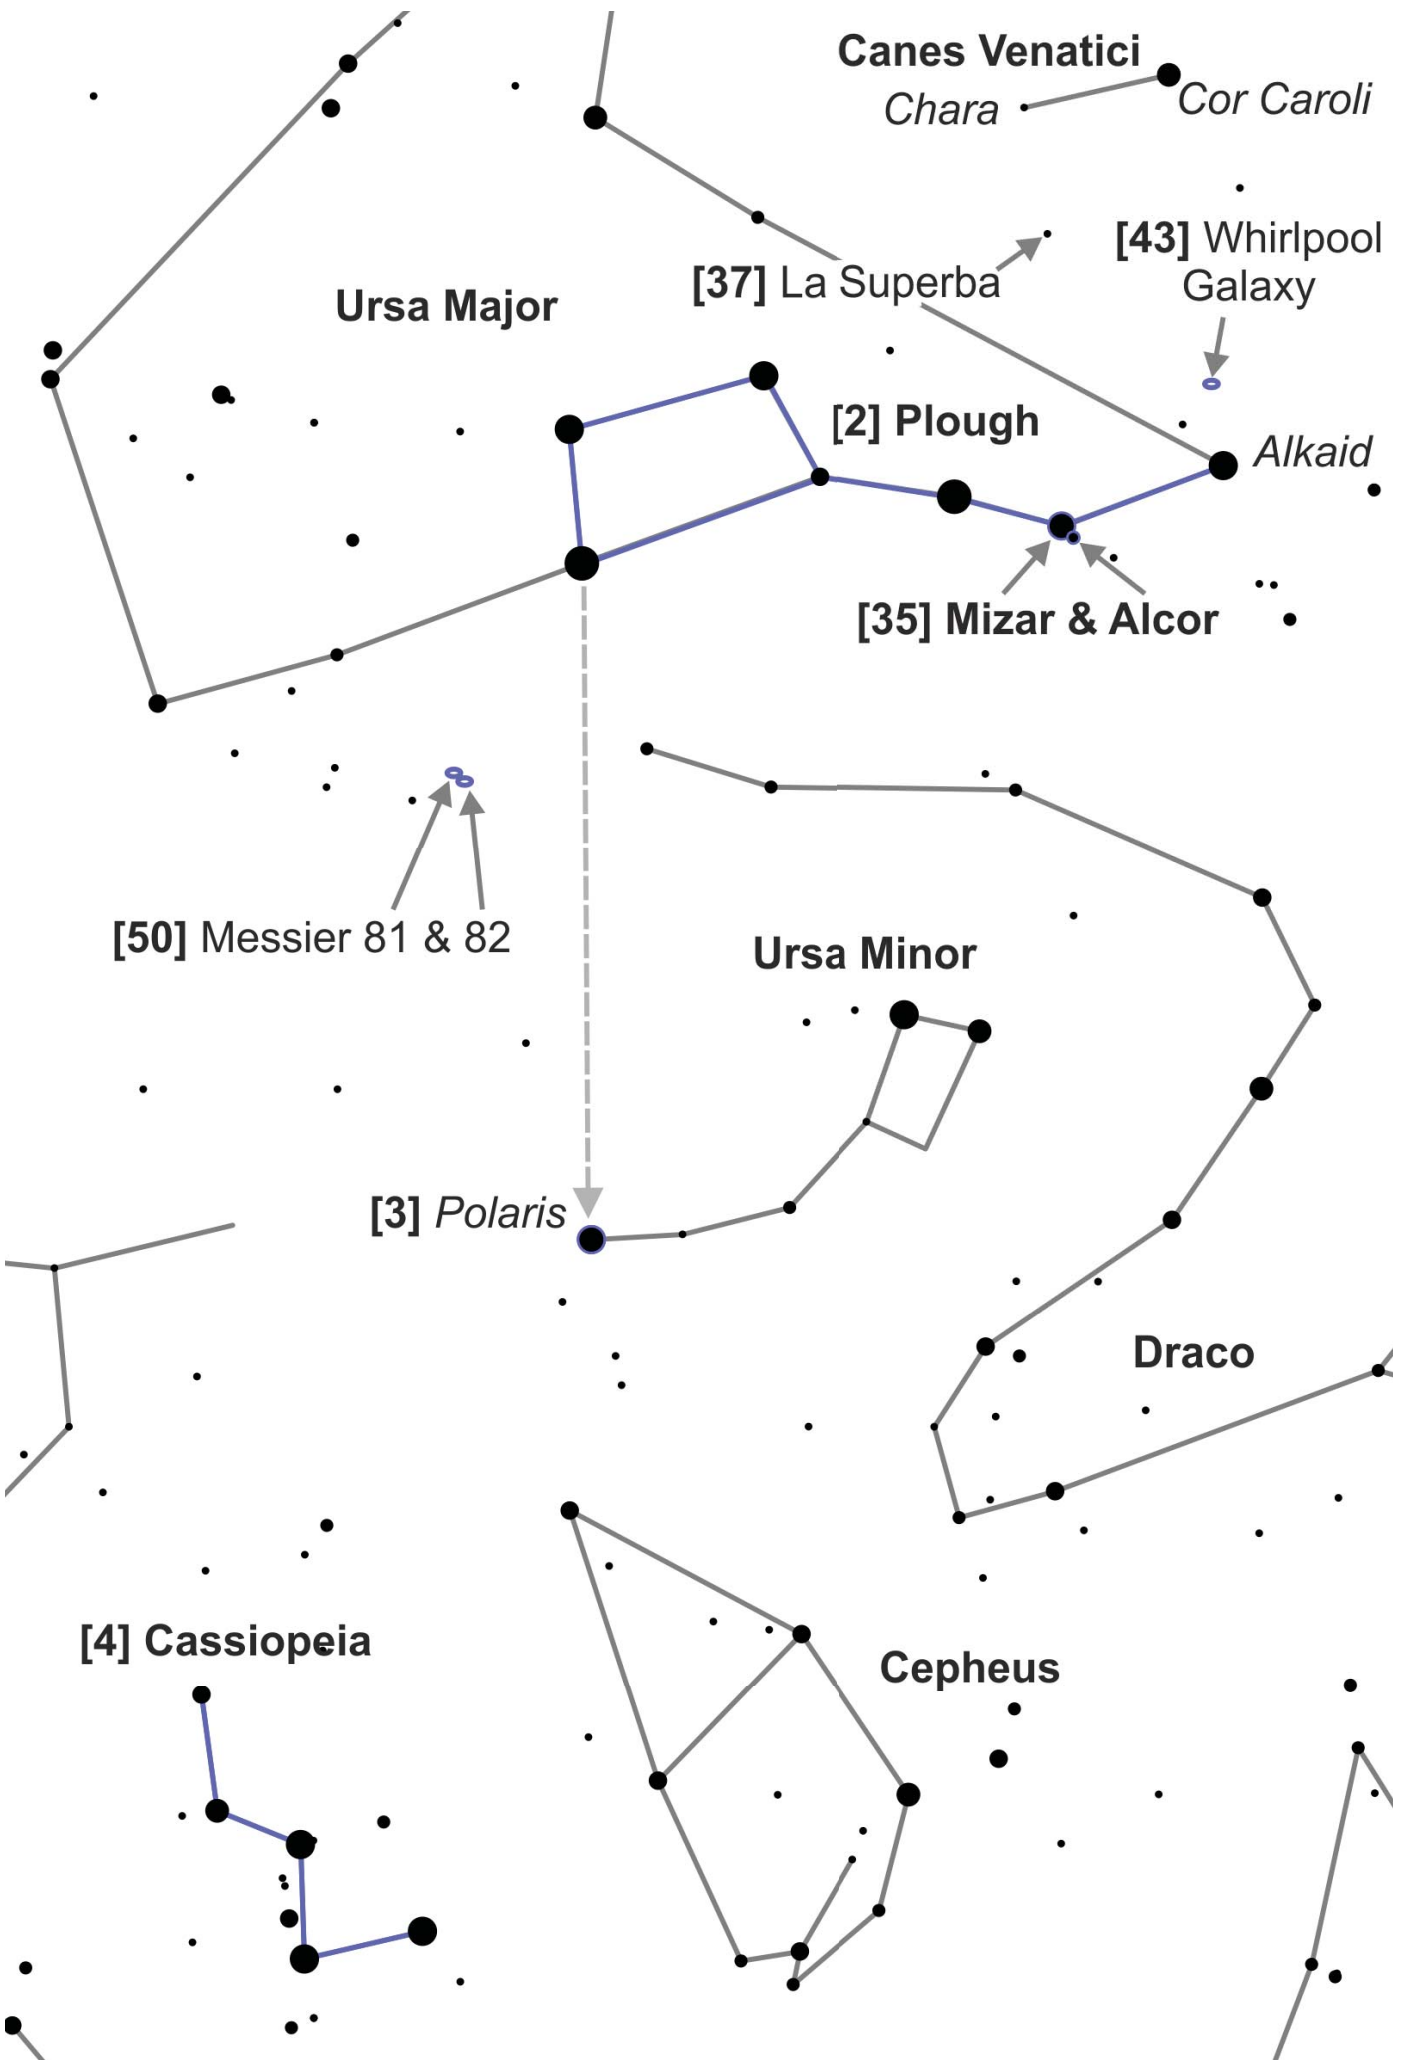 Canes Venatici
Chara
Cor Caroli
[43] Whirlpool
Galaxy
[37] La Superba
Ursa Major
[2] Plough
Alkaid
[35] Mizar & Alcor
[50] Messier 81 & 82
Ursa Minor
[3] Polaris
Draco
[4] Cassiopeia
Cepheus